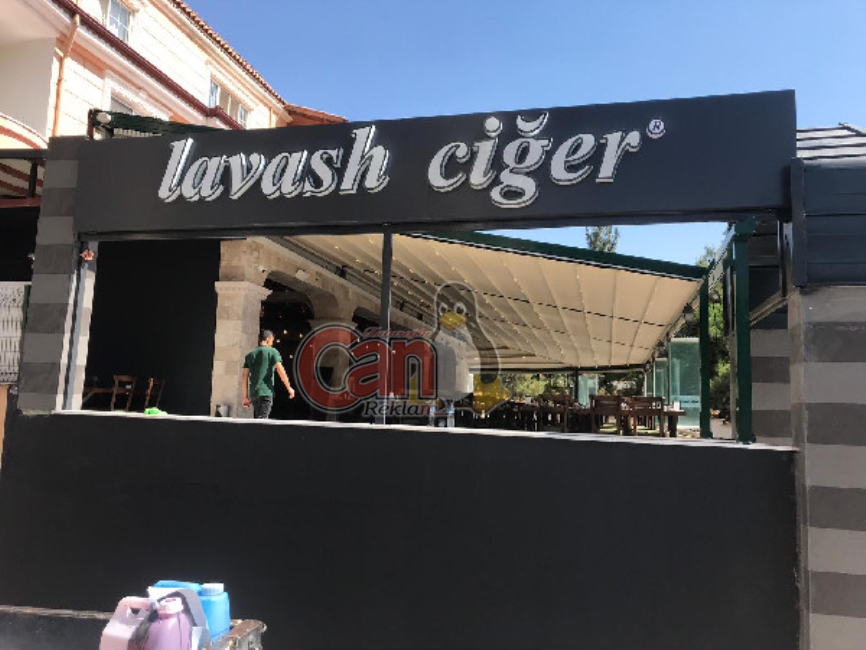 lavash ciğer®
Can
Reklam